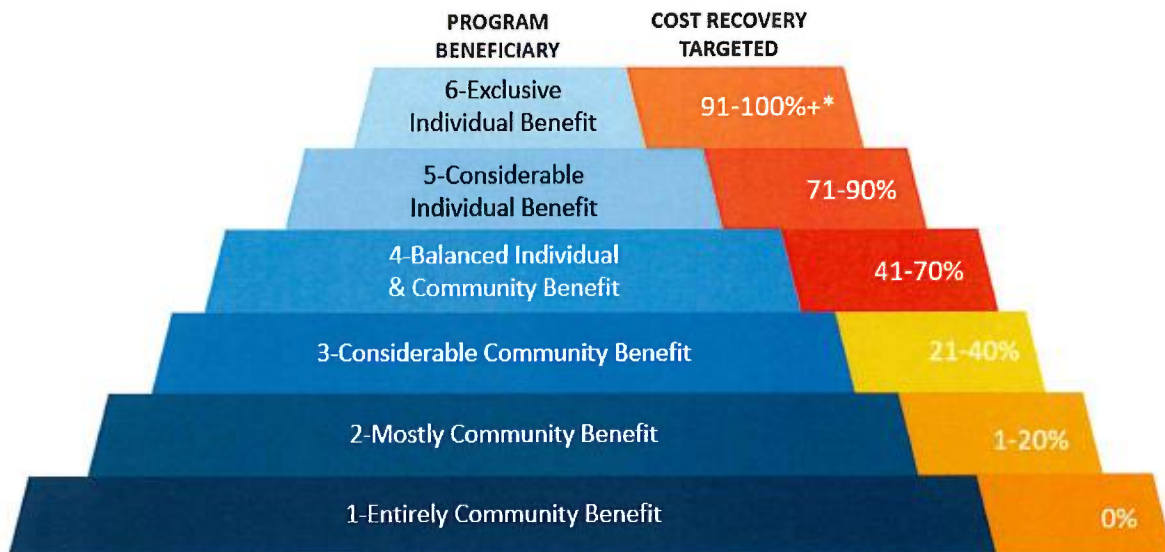 PROGRAM
BENEFICIARY
COST RECOVERY
TARGETED
6-Exclusive
Individual Benefit
91-100%+*
5-Considerable
Individual Benefit
71-90%
4-Balanced Individual
& Community Benefit
41-70%
3-Considerable Community Benefit
21-40%
2-Mostly Community Benefit
1-20%
1-Entirely Community Benefit
0%